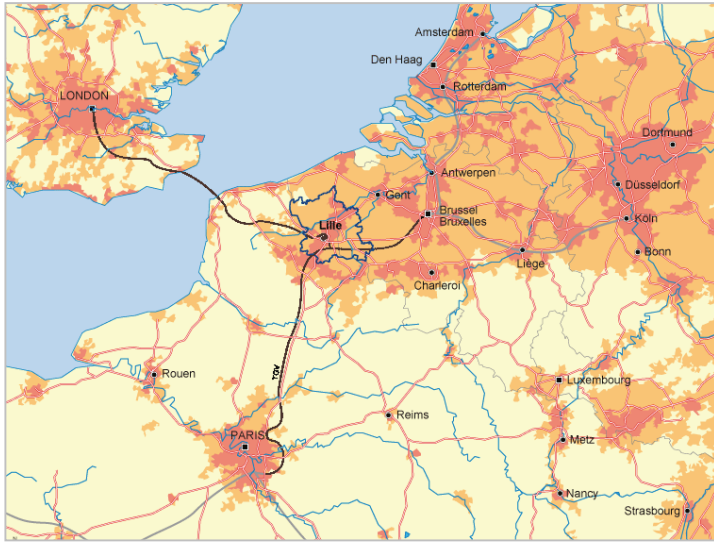 Amsterdam
Den Haag
Rotterdam
LONDON
Dortmund
Antwerpen
Düsseldorf
Gent
Brussel
Bruxelles
Köln
Lille
Bonn
Liège
Charleroi
Rouen
TGV
Luxembourg
Reims
PARIS
Metz
Nancy
Strasbourg